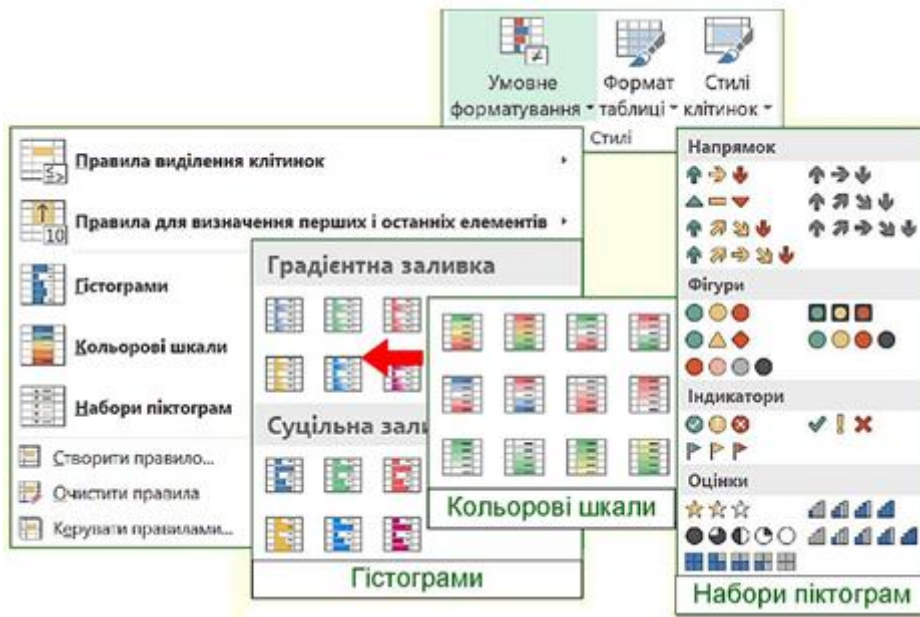 Умовне форматування
Формат таблиці
Стилі клітинок
Стилі
Правила виділення клітинок
Правила для визначення перших і останніх елементів
10
Гістограми
Кольорові шкали
Набори піктограм
Створити правило...
Очистити правила
Керувати правилами...
Градієнтна заливка
Суцільна зали
Гістограми
Кольорові шкали
Напрямок
Фігури
Індикатори
Оцінки
Набори піктограм